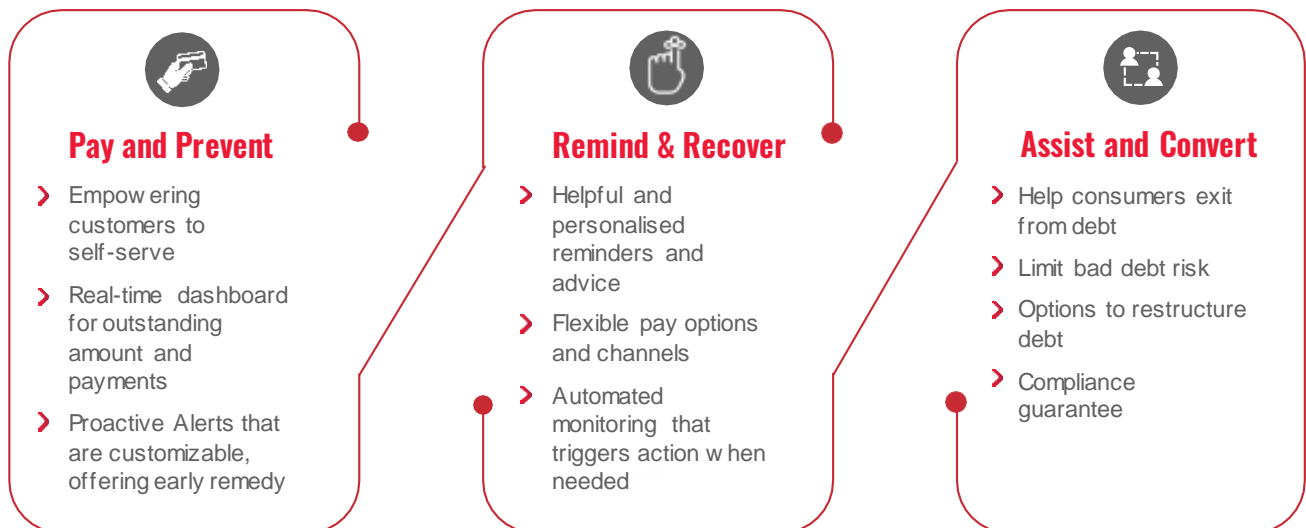 Pay and Prevent
Empowering
customers to
self-serve
Real-time dashboard
for outstanding
amount and
payments
Proactive Alerts that
are customizable,
offering early remedy
Remind & Recover
Helpful and
personalised
reminders and
advice
Flexible pay options
and channels
Automated
monitoring that
triggers action when
needed
Assist and Convert
Help consumers exit
from debt
Limit bad debt risk
Options to restructure
debt
Compliance
guarantee